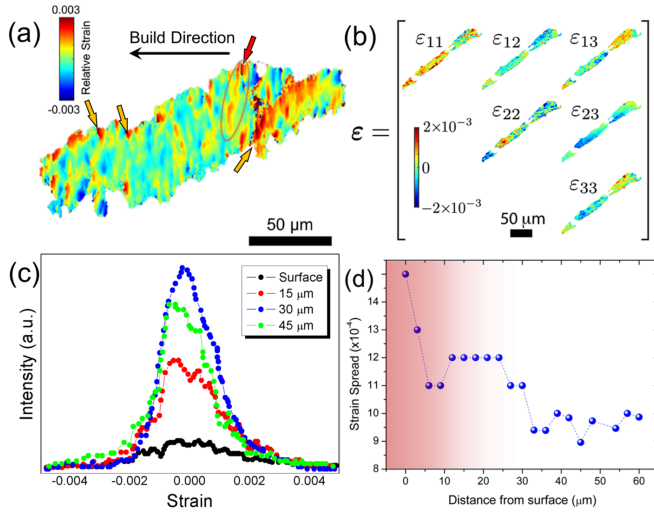 (a)
0.003
Relative Strain
-0.003
Build Direction
50 µm
(b)
ε =
ε11 ε12 ε13
ε22 ε23
ε33
2×10⁻³
0
−2×10⁻³
50 µm
(c)
Intensity (a.u.)
Surface
15 µm
30 µm
45 µm
-0.004 -0.002 0.000 0.002 0.004
Strain
(d)
Strain Spread (x10⁻⁴)
15
14
13
12
11
10
9
8
0 10 20 30 40 50 60
Distance from surface (µm)